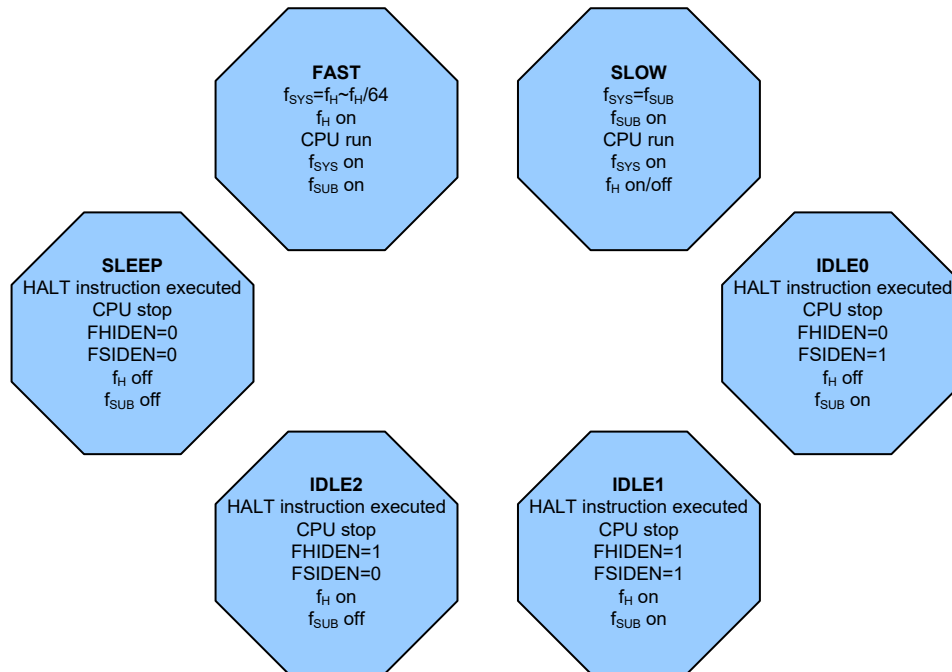 FAST
fSYS=fH~fH/64
fH on
CPU run
fSYS on
fSUB on
SLOW
fSYS=fSUB
fSUB on
CPU run
fSYS on
fH on/off
SLEEP
HALT instruction executed
CPU stop
FHIDEN=0
FSIDEN=0
fH off
fSUB off
IDLE0
HALT instruction executed
CPU stop
FHIDEN=0
FSIDEN=1
fH off
fSUB on
IDLE2
HALT instruction executed
CPU stop
FHIDEN=1
FSIDEN=0
fH on
fSUB off
IDLE1
HALT instruction executed
CPU stop
FHIDEN=1
FSIDEN=1
fH on
fSUB on